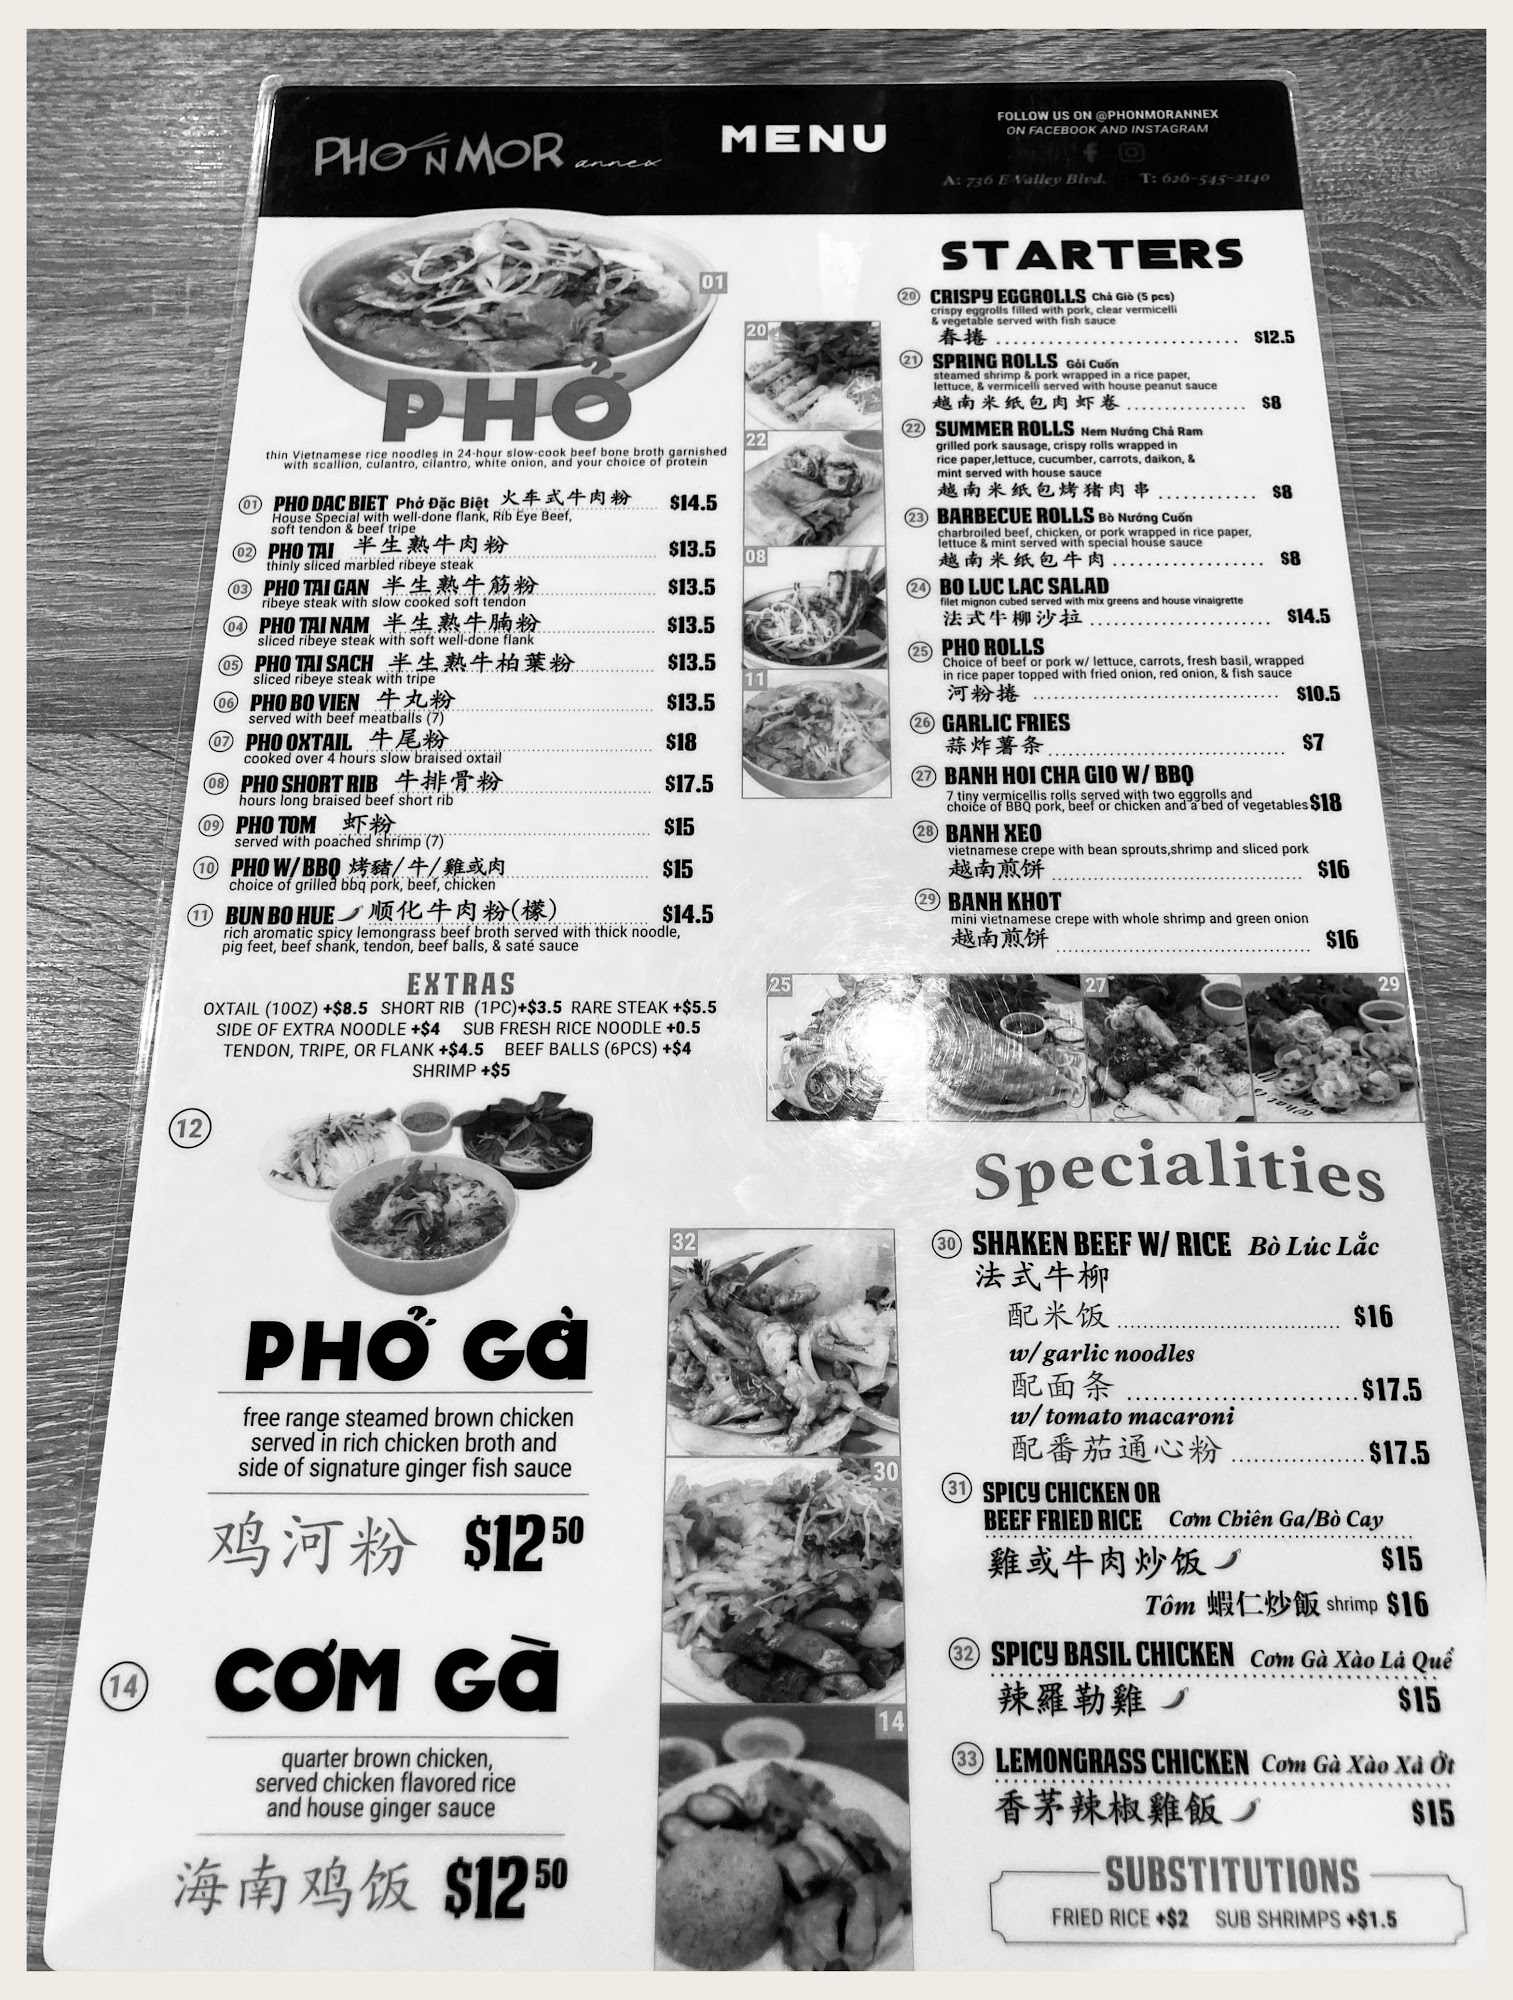 PHO N MOR annex
MENU
FOLLOW US ON @PHONMORANNEX
ON FACEBOOK AND INSTAGRAM
A: 736 E Valley Blvd. T: 626-545-2140
01
PHỞ
thin Vietnamese rice noodles in 24-hour slow-cook beef bone broth garnished
with scallion, culantro, cilantro, white onion, and your choice of protein
01 PHO DAC BIET Phở Đặc Biệt 火车式牛肉粉 $14.5
House Special with well-done flank, Rib Eye Beef,
soft tendon & beef tripe
02 PHO TAI 半生熟牛肉粉 $13.5
thinly sliced marbled ribeye steak
03 PHO TAI GAN 半生熟牛筋粉 $13.5
ribeye steak with slow cooked soft tendon
04 PHO TAI NAM 半生熟牛腩粉 $13.5
sliced ribeye steak with soft well-done flank
05 PHO TAI SACH 半生熟牛柏葉粉 $13.5
sliced ribeye steak with tripe
06 PHO BO VIEN 牛丸粉 $13.5
served with beef meatballs (7)
07 PHO OXTAIL 牛尾粉 $18
cooked over 4 hours slow braised oxtail
08 PHO SHORT RIB 牛排骨粉 $17.5
hours long braised beef short rib
09 PHO TOM 虾粉 $15
served with poached shrimp (7)
10 PHO W/ BBQ 烤豬/牛/雞或肉 $15
choice of grilled bbq pork, beef, chicken
11 BUN BO HUE 顺化牛肉粉(檬) $14.5
rich aromatic spicy lemongrass beef broth served with thick noodle,
pig feet, beef shank, tendon, beef balls, & saté sauce
EXTRAS
OXTAIL (10OZ) +$8.5 SHORT RIB (1PC)+$3.5 RARE STEAK +$5.5
SIDE OF EXTRA NOODLE +$4 SUB FRESH RICE NOODLE +0.5
TENDON, TRIPE, OR FLANK +$4.5 BEEF BALLS (6PCS) +$4
SHRIMP +$5
12
PHỞ GÀ
free range steamed brown chicken
served in rich chicken broth and
side of signature ginger fish sauce
鸡河粉 $12 50
14
CƠM GÀ
quarter brown chicken,
served chicken flavored rice
and house ginger sauce
海南鸡饭 $12 50
20
22
08
11
STARTERS
20 CRISPY EGGROLLS Chả Giò (5 pcs)
crispy eggrolls filled with pork, clear vermicelli
& vegetable served with fish sauce
春捲 $12.5
21 SPRING ROLLS Gỏi Cuốn
steamed shrimp & pork wrapped in a rice paper,
lettuce, & vermicelli served with house peanut sauce
越南米纸包肉虾卷 $8
22 SUMMER ROLLS Nem Nướng Chả Ram
grilled pork sausage, crispy rolls wrapped in
rice paper,lettuce, cucumber, carrots, daikon, &
mint served with house sauce
越南米纸包烤猪肉串 $8
23 BARBECUE ROLLS Bò Nướng Cuốn
charbroiled beef, chicken, or pork wrapped in rice paper,
lettuce & mint served with special house sauce
越南米纸包牛肉 $8
24 BO LUC LAC SALAD
filet mignon cubed served with mix greens and house vinaigrette
法式牛柳沙拉 $14.5
25 PHO ROLLS
Choice of beef or pork w/ lettuce, carrots, fresh basil, wrapped
in rice paper topped with fried onion, red onion, & fish sauce
河粉捲 $10.5
26 GARLIC FRIES
蒜炸薯条 $7
27 BANH HOI CHA GIO W/ BBQ
7 tiny vermicellis rolls served with two eggrolls and
choice of BBQ pork, beef or chicken and a bed of vegetables $18
28 BANH XEO
vietnamese crepe with bean sprouts,shrimp and sliced pork
越南煎饼 $16
29 BANH KHOT
mini vietnamese crepe with whole shrimp and green onion
越南煎饼 $16
25
28
27
29
Specialities
32
30
14
30 SHAKEN BEEF W/ RICE Bò Lúc Lắc
法式牛柳
配米饭 $16
w/ garlic noodles
配面条 $17.5
w/ tomato macaroni
配番茄通心粉 $17.5
31 SPICY CHICKEN OR
BEEF FRIED RICE Cơm Chiên Ga/Bò Cay
雞或牛肉炒饭 $15
Tôm 蝦仁炒飯 shrimp $16
32 SPICY BASIL CHICKEN Cơm Gà Xào Lá Quế
辣羅勒雞 $15
33 LEMONGRASS CHICKEN Cơm Gà Xào Xả Ớt
香茅辣椒雞飯 $15
SUBSTITUTIONS
FRIED RICE +$2 SUB SHRIMPS +$1.5